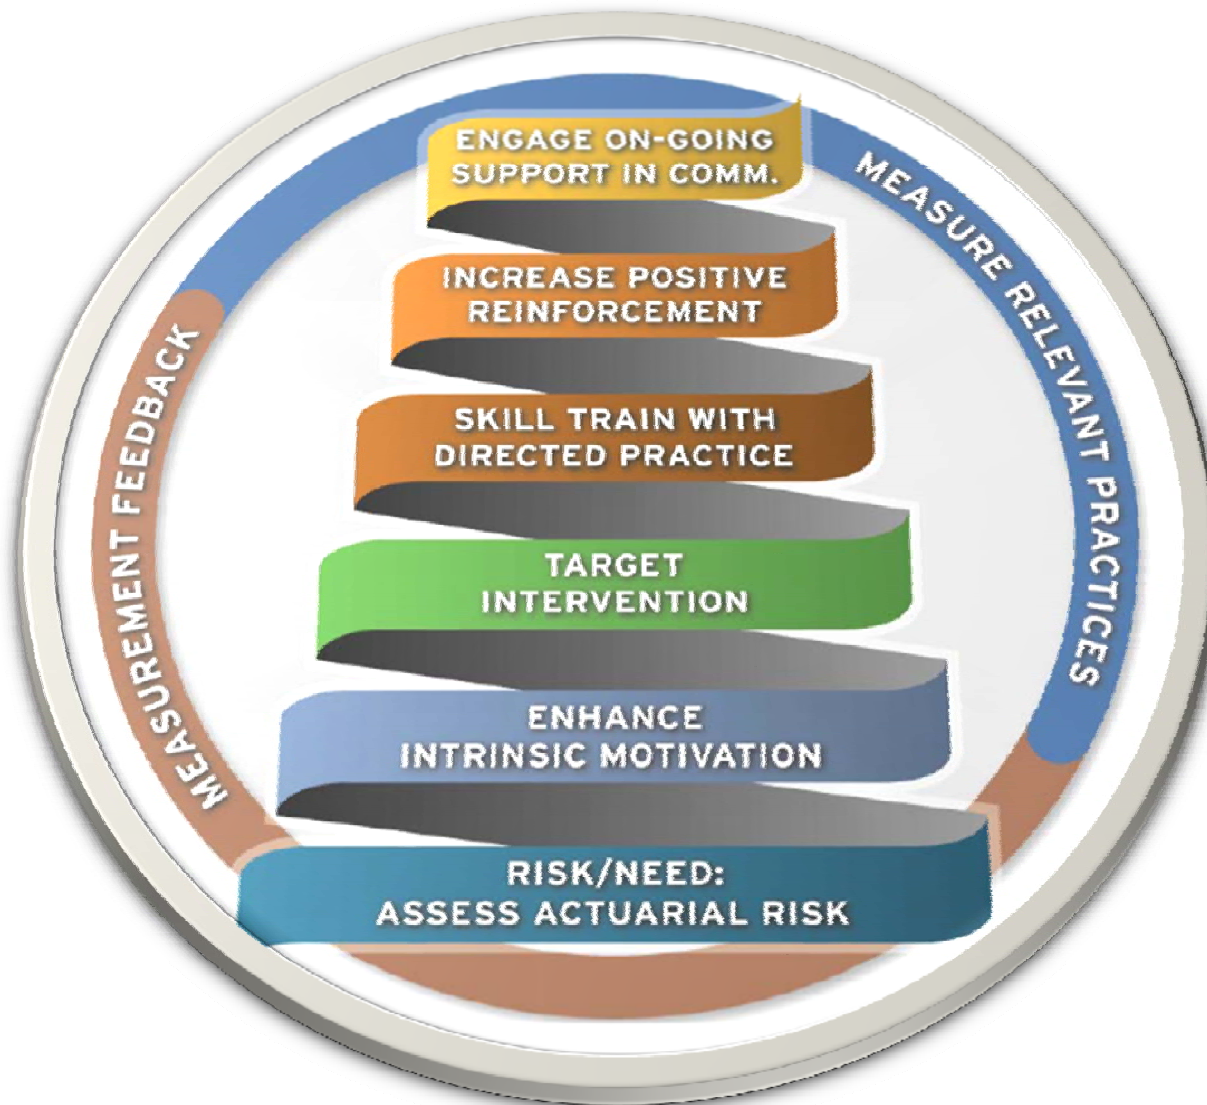 ENGAGE ON-GOING
SUPPORT IN COMM.
INCREASE POSITIVE
REINFORCEMENT
SKILL TRAIN WITH
DIRECTED PRACTICE
TARGET
INTERVENTION
ENHANCE
INTRINSIC MOTIVATION
RISK/NEED:
ASSESS ACTUARIAL RISK
MEASUREMENT FEEDBACK
MEASURE RELEVANT PRACTICES